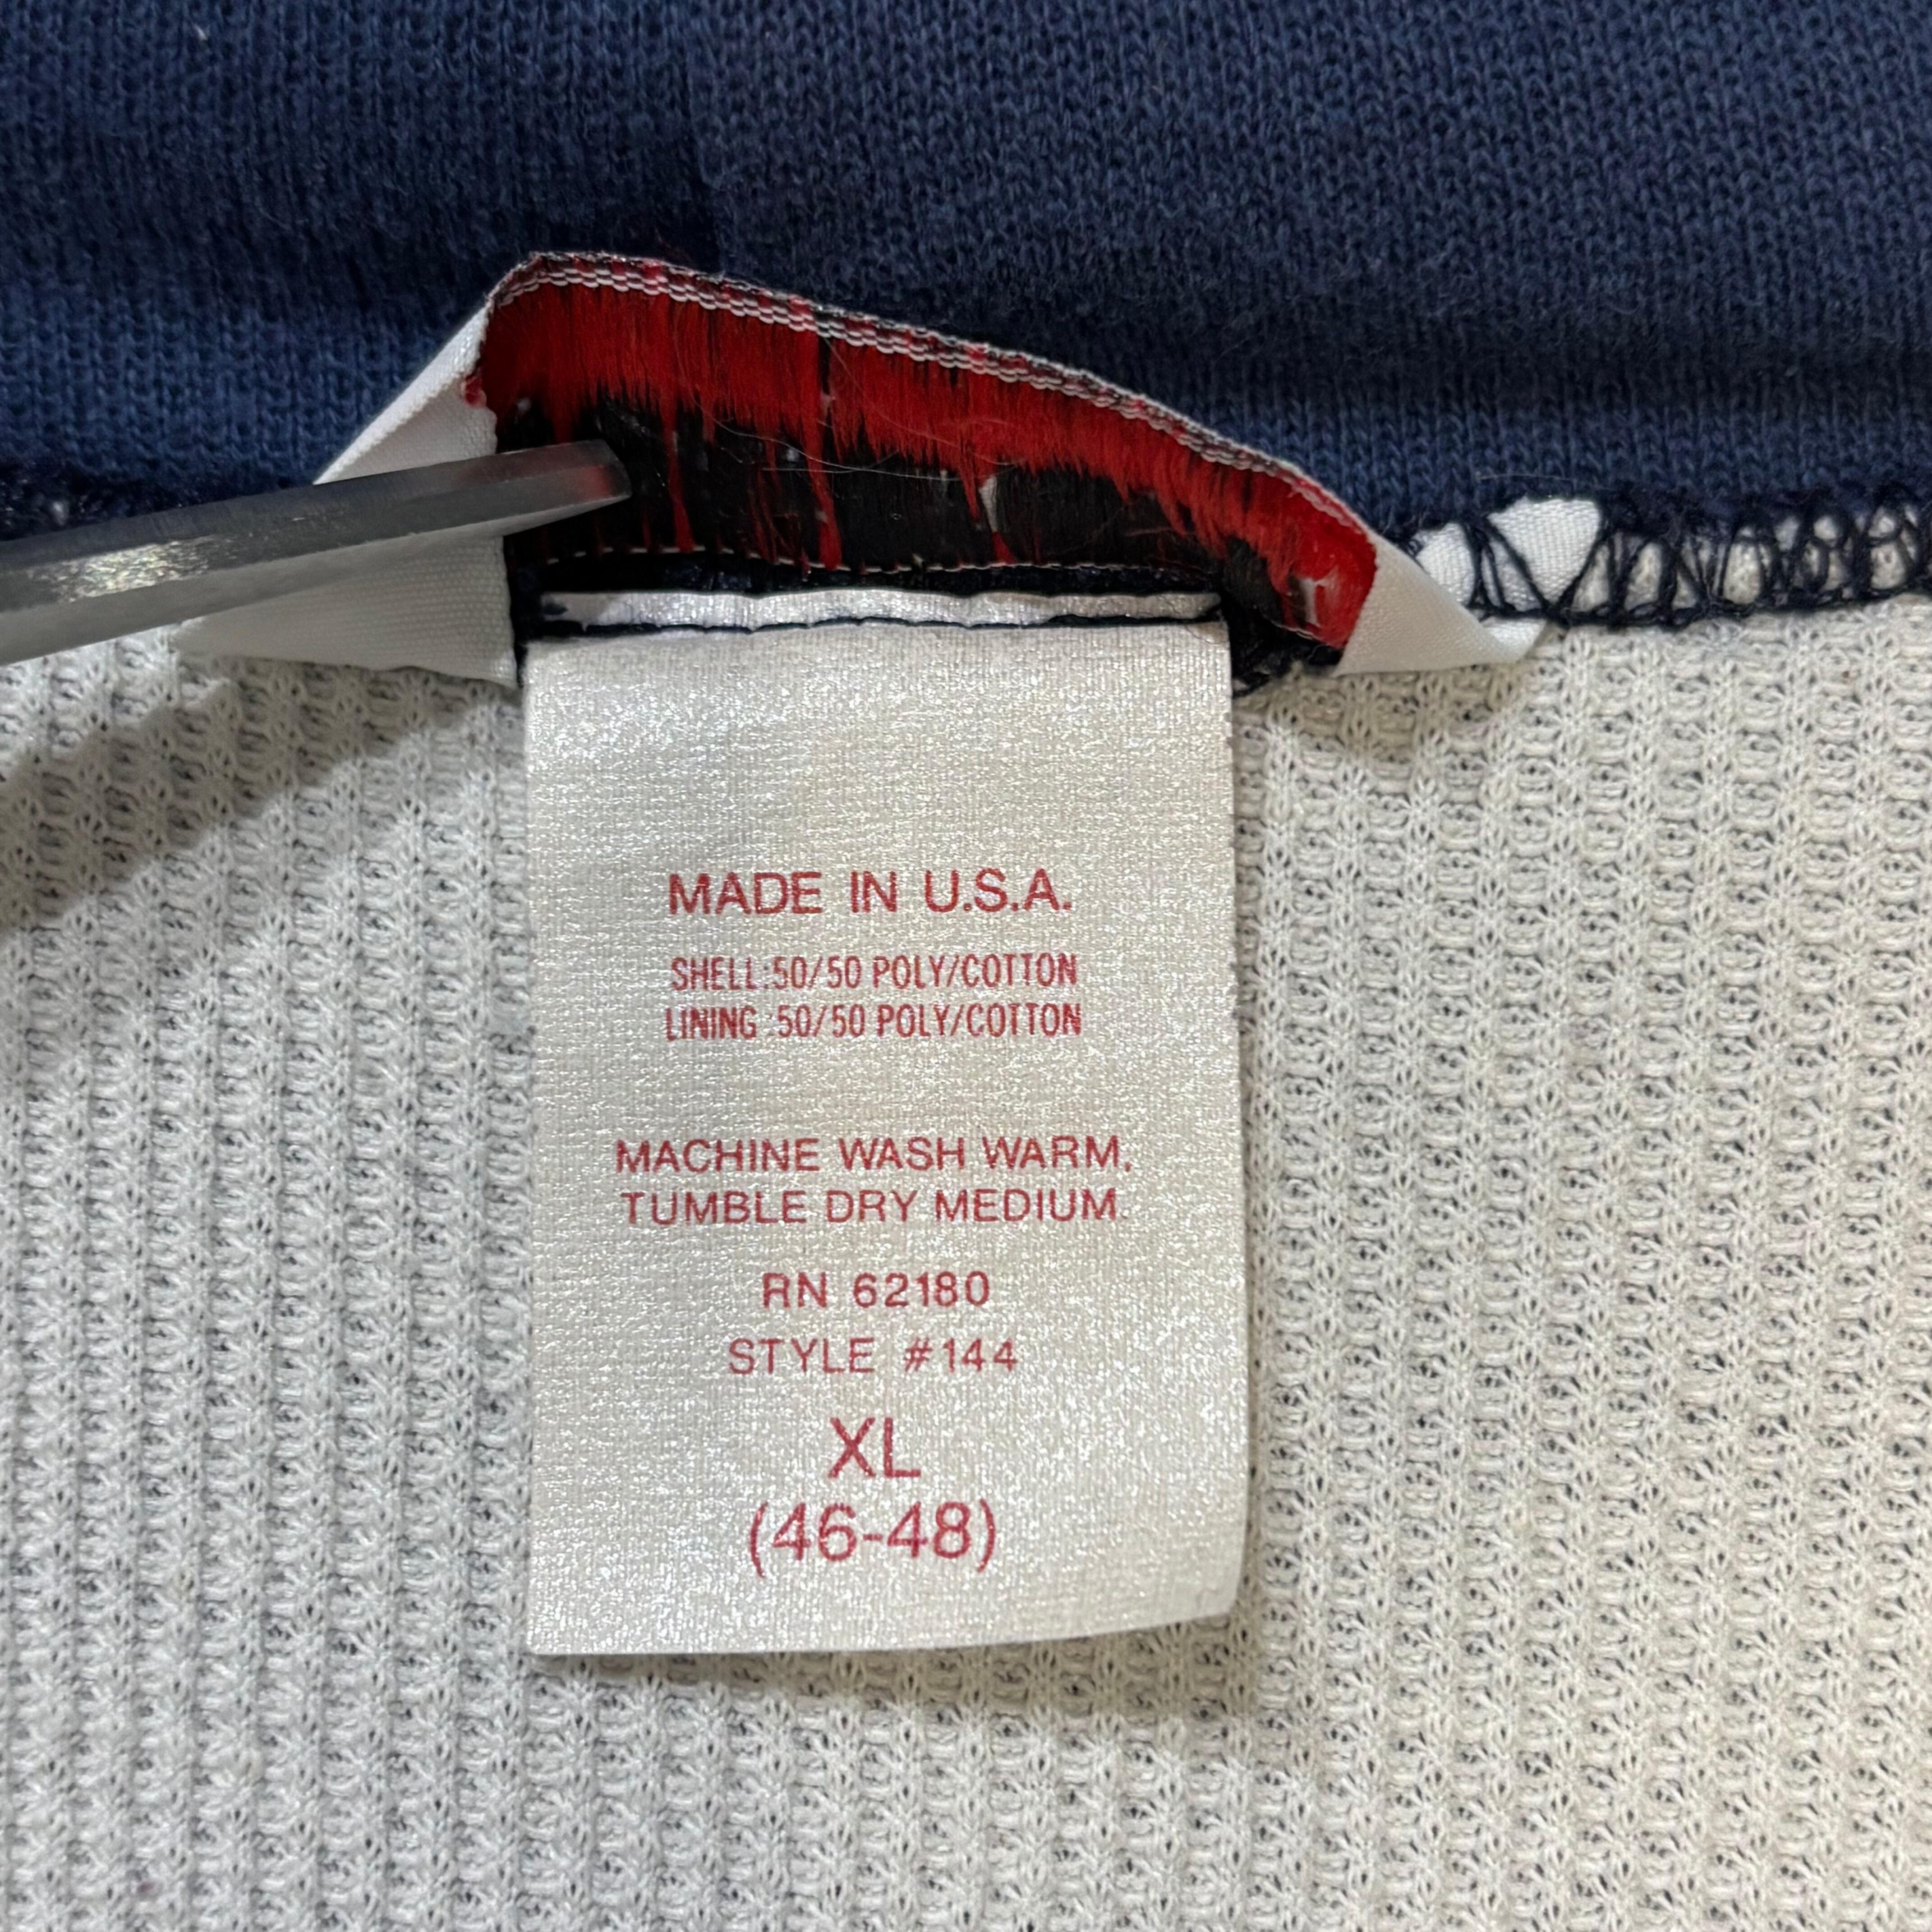 MADE IN U.S.A.
SHELL:50/50 POLY/COTTON
LINING :50/50 POLY/COTTON
MACHINE WASH WARM,
TUMBLE DRY MEDIUM.
RN 62180
STYLE #144
XL
(46-48)